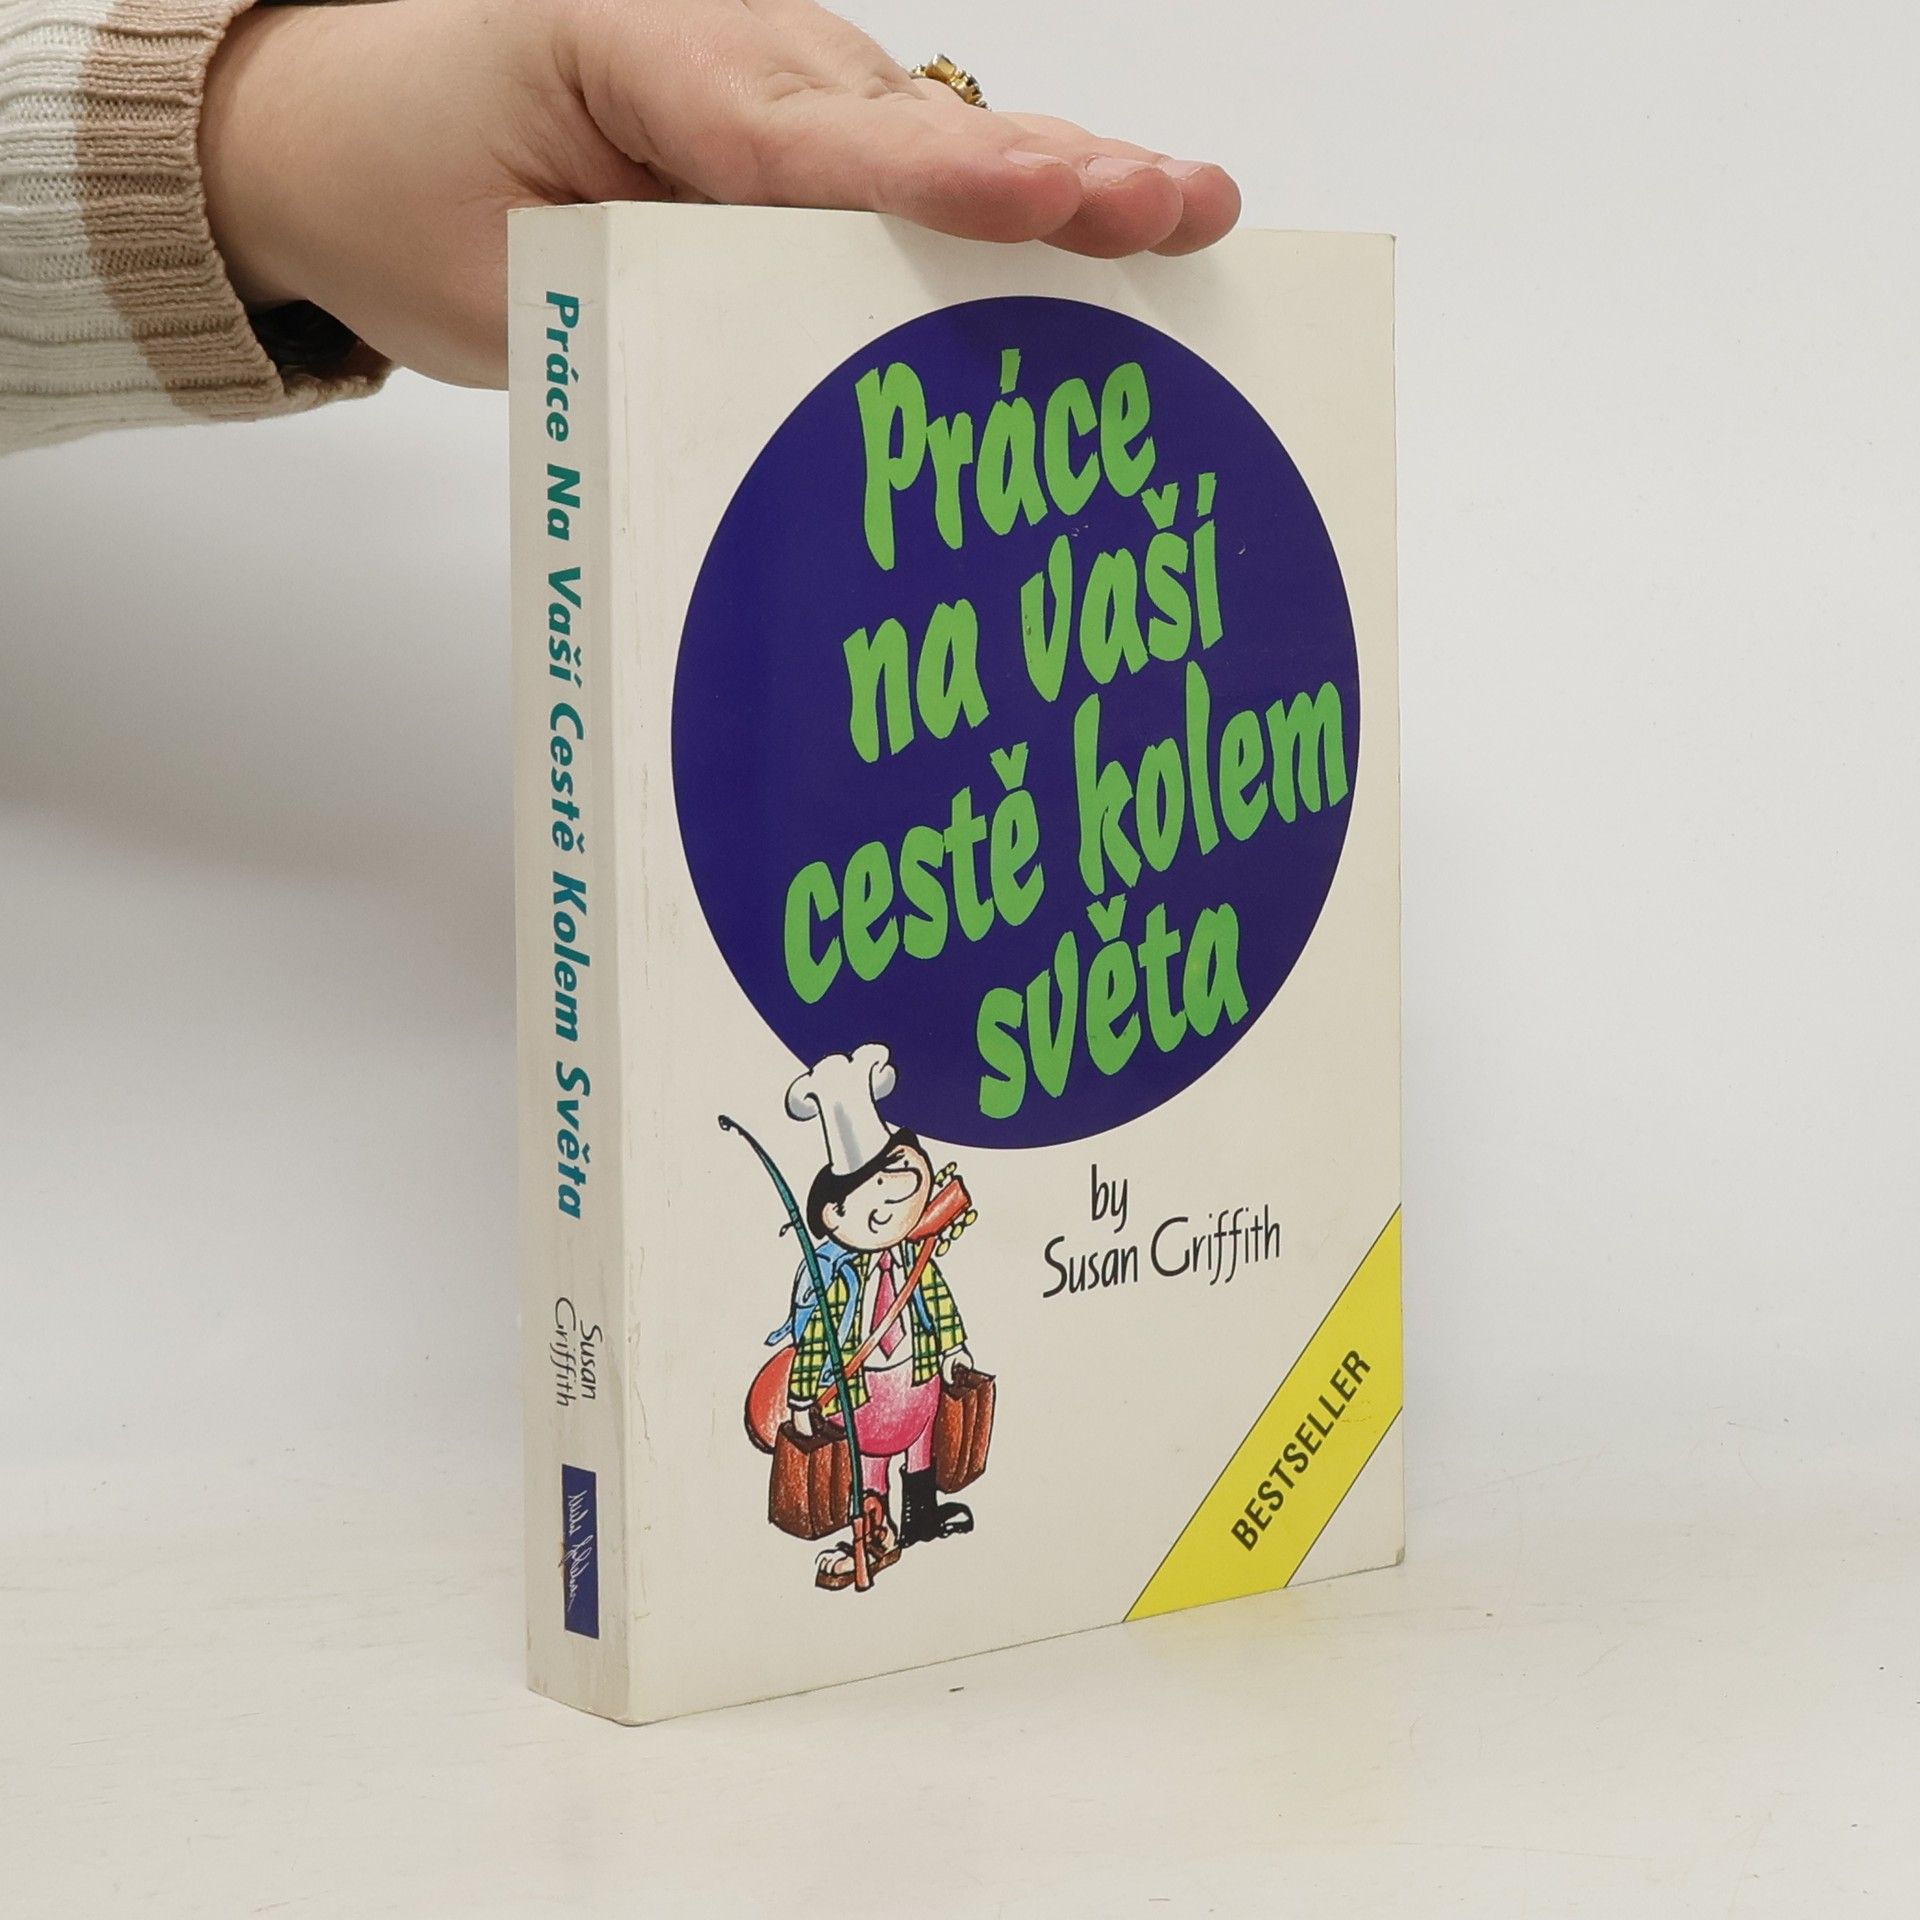 Práce Na Vaší Cestě Kolem Světa
Susan
Griffith
Práce
na vaší
cestě kolem
světa
by
Susan Griffith
BESTSELLER